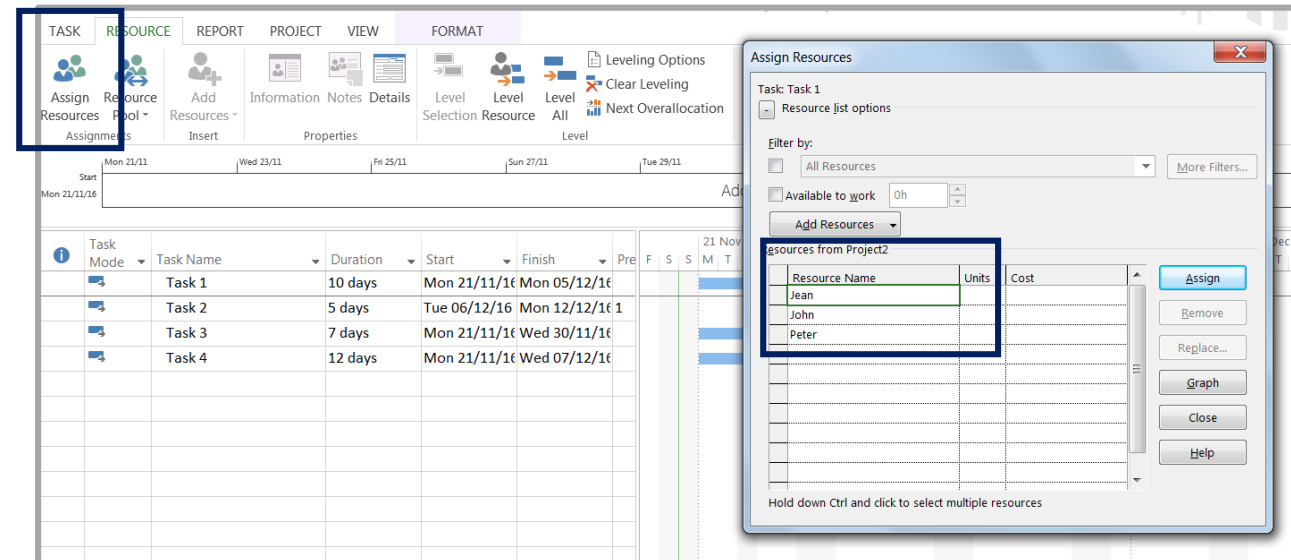 TASK RESOURCE REPORT PROJECT VIEW FORMAT
Assign Resources
Resource Pool
Add Resources
Information
Notes
Details
Level Selection
Level Resource
Level All
Leveling Options
Clear Leveling
Next Overallocation
Assignments Insert Properties Level
Mon 21/11 Wed 23/11 Fri 25/11 Sun 27/11 Tue 29/11
Start
Mon 21/11/16
Task Mode Task Name Duration Start Finish Pre
21 Nov
F S S M T
Task 1 10 days Mon 21/11/16 Mon 05/12/16
Task 2 5 days Tue 06/12/16 Mon 12/12/16 1
Task 3 7 days Mon 21/11/16 Wed 30/11/16
Task 4 12 days Mon 21/11/16 Wed 07/12/16
Assign Resources
Task: Task 1
- Resource list options
Filter by:
All Resources
More Filters...
Available to work 0h
Add Resources
Resources from Project2
Resource Name Units Cost
Jean
John
Peter
Assign
Remove
Replace...
Graph
Close
Help
Hold down Ctrl and click to select multiple resources